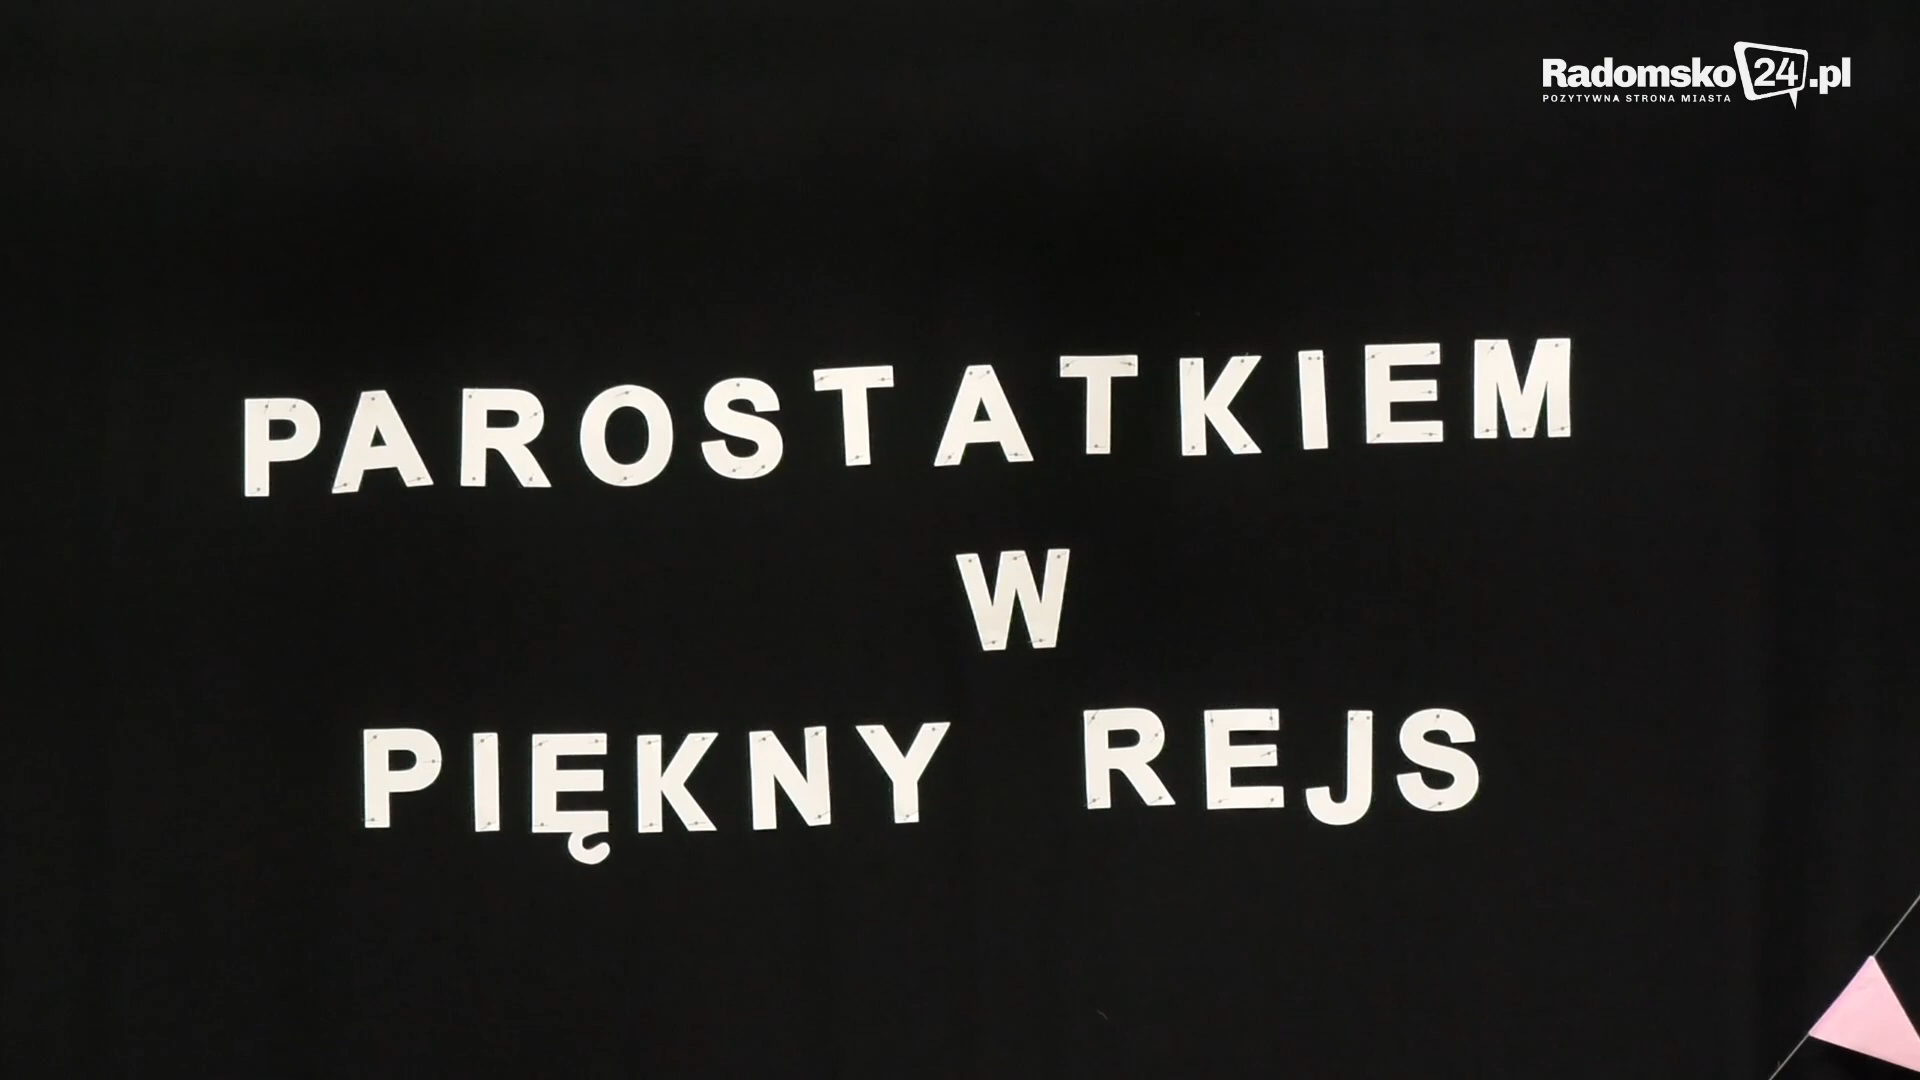 Radomsko24.pl
POZYTYWNA STRONA MIASTA
PAROSTATKIEM
W
PIĘKNY REJS